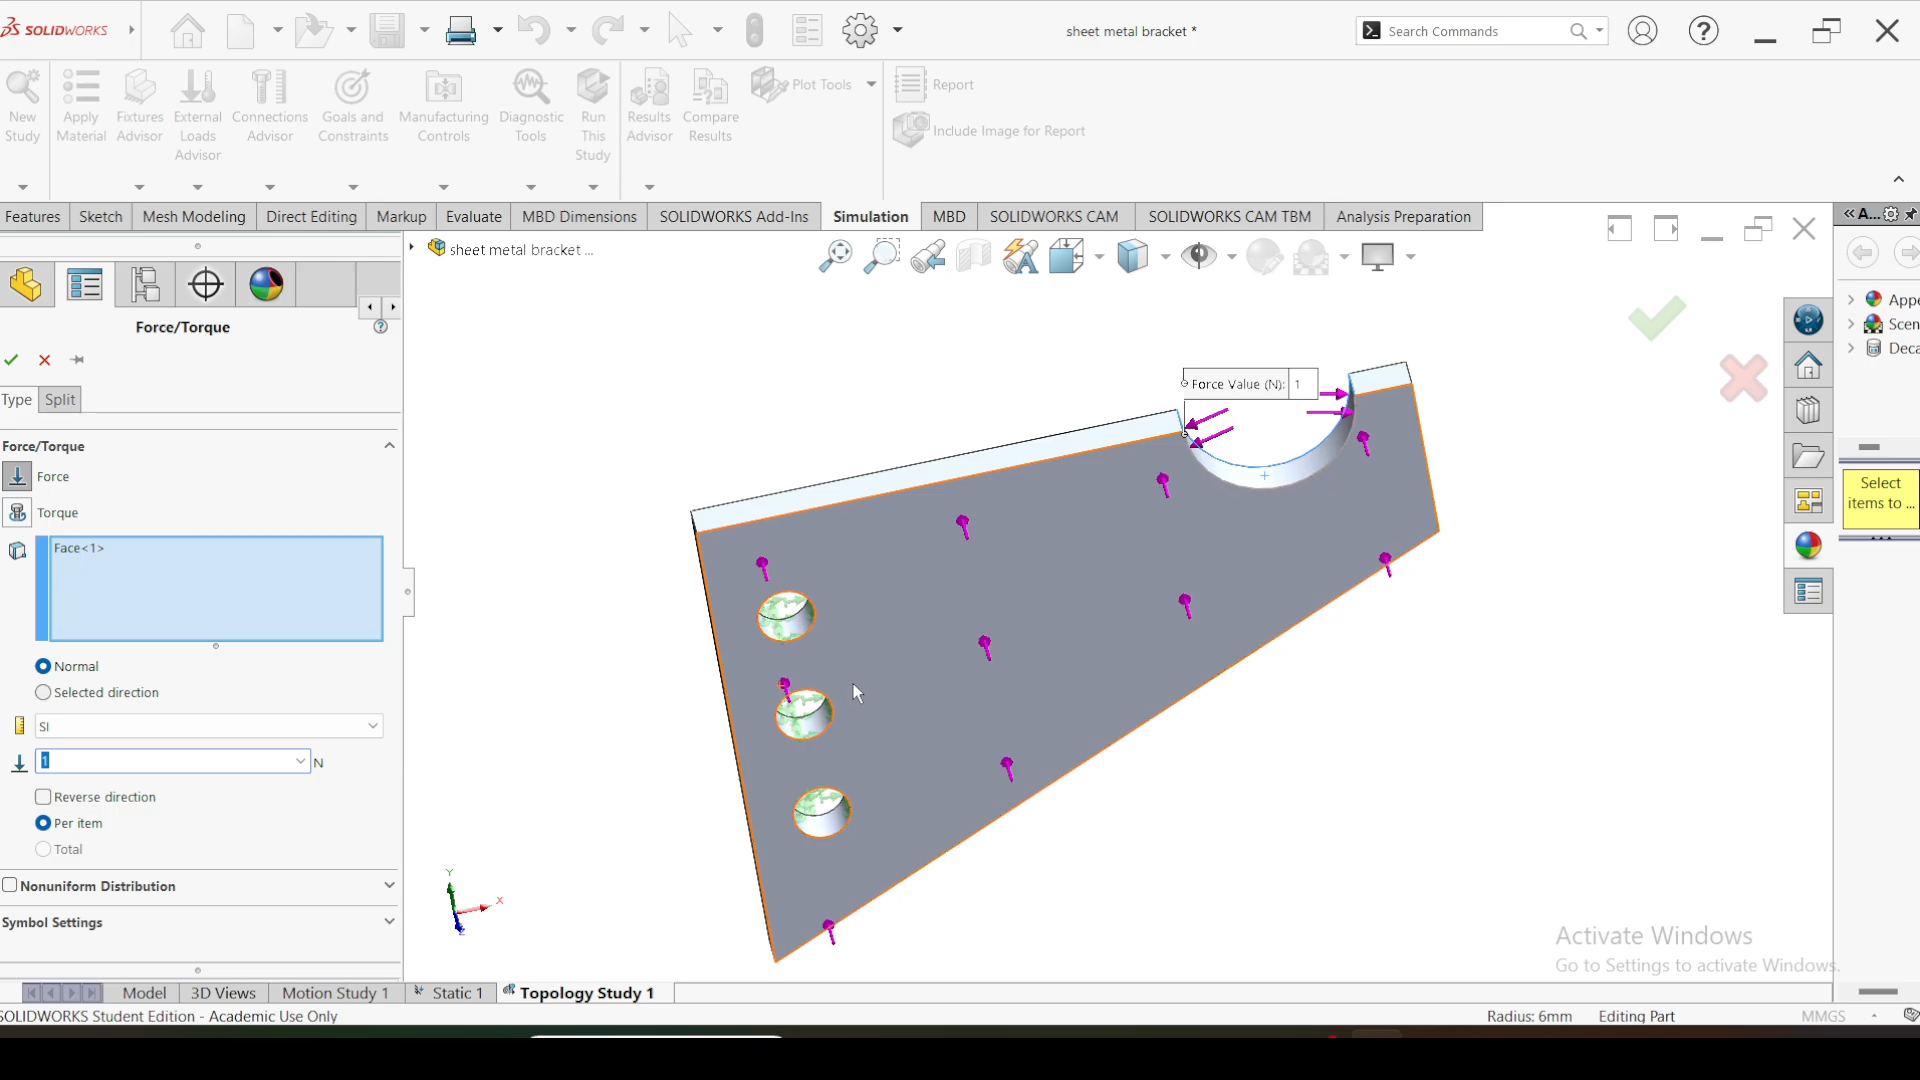 SOLIDWORKS
sheet metal bracket *
Search Commands
New
Study
Apply
Material
Fixtures
Advisor
External
Loads
Advisor
Connections
Advisor
Goals and
Constraints
Manufacturing
Controls
Diagnostic
Tools
Run
This
Study
Results
Advisor
Compare
Results
Plot Tools
Report
Include Image for Report
Features
Sketch
Mesh Modeling
Direct Editing
Markup
Evaluate
MBD Dimensions
SOLIDWORKS Add-Ins
Simulation
MBD
SOLIDWORKS CAM
SOLIDWORKS CAM TBM
Analysis Preparation
A...
sheet metal bracket ...
Appe
Scen
Deca
Force/Torque
Type
Split
Force/Torque
Force
Torque
Face<1>
Normal
Selected direction
SI
1
N
Reverse direction
Per item
Total
Nonuniform Distribution
Symbol Settings
Force Value (N): 1
Select
items to ...
Y
X
Z
Activate Windows
Go to Settings to activate Windows.
Model
3D Views
Motion Study 1
Static 1
Topology Study 1
SOLIDWORKS Student Edition - Academic Use Only
Radius: 6mm
Editing Part
MMGS